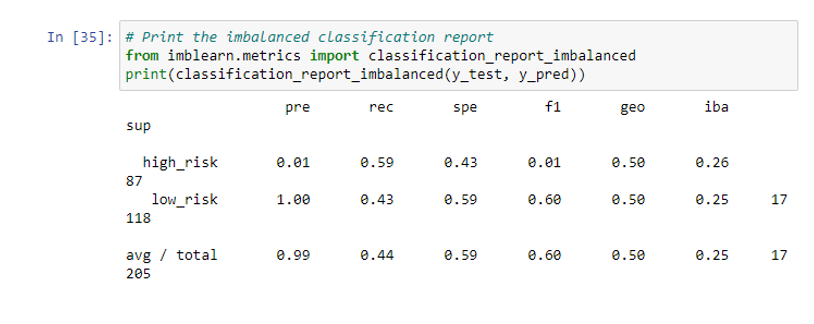 In [35]: # Print the imbalanced classification report
from imblearn.metrics import classification_report_imbalanced
print(classification_report_imbalanced(y_test, y_pred))
pre rec spe f1 geo iba
sup
high_risk 0.01 0.59 0.43 0.01 0.50 0.26
87
low_risk 1.00 0.43 0.59 0.60 0.50 0.25 17
118
avg / total 0.99 0.44 0.59 0.60 0.50 0.25 17
205